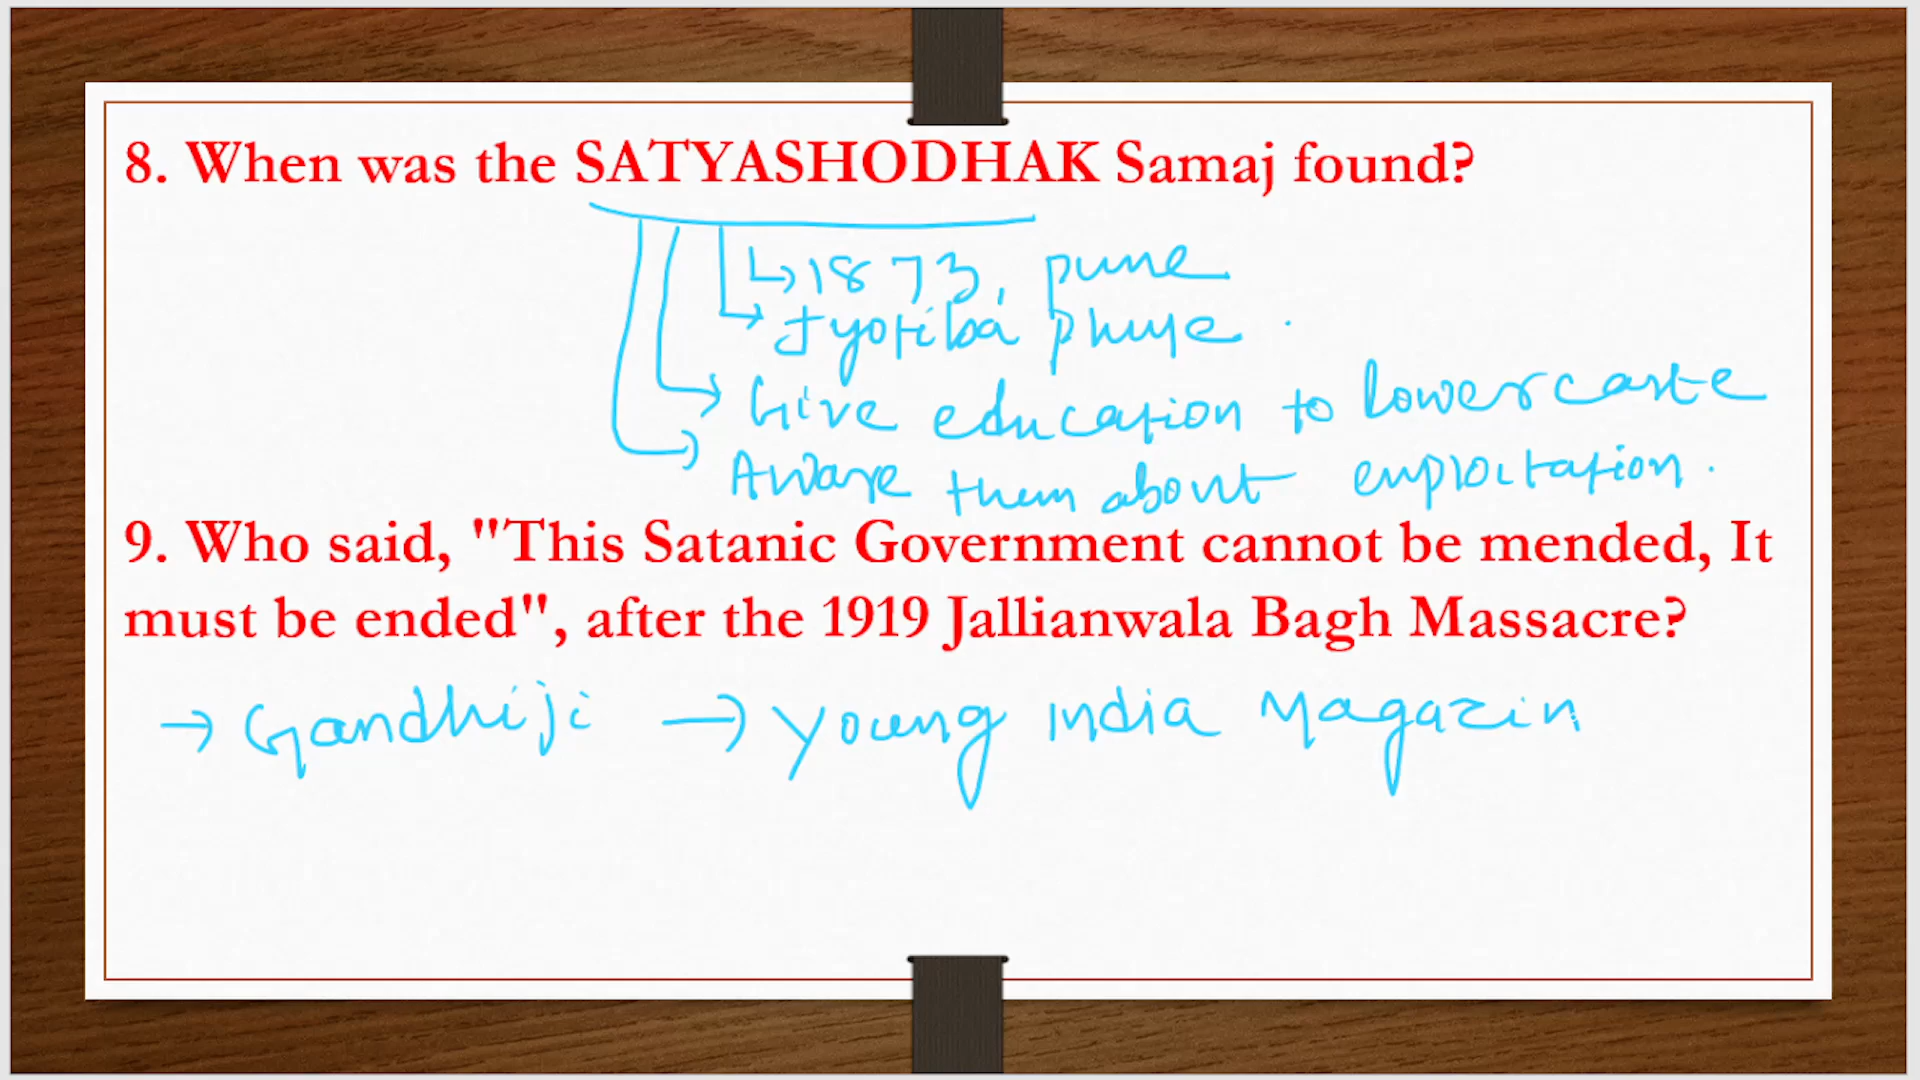 8. When was the SATYASHODHAK Samaj found?
↳ 1873, pune
→ Jyotiba phule.
→ Give education to lower caste
→ Aware them about exploitation.
9. Who said, "This Satanic Government cannot be mended, It
must be ended", after the 1919 Jallianwala Bagh Massacre?
→ Gandhiji → Young India Magazin